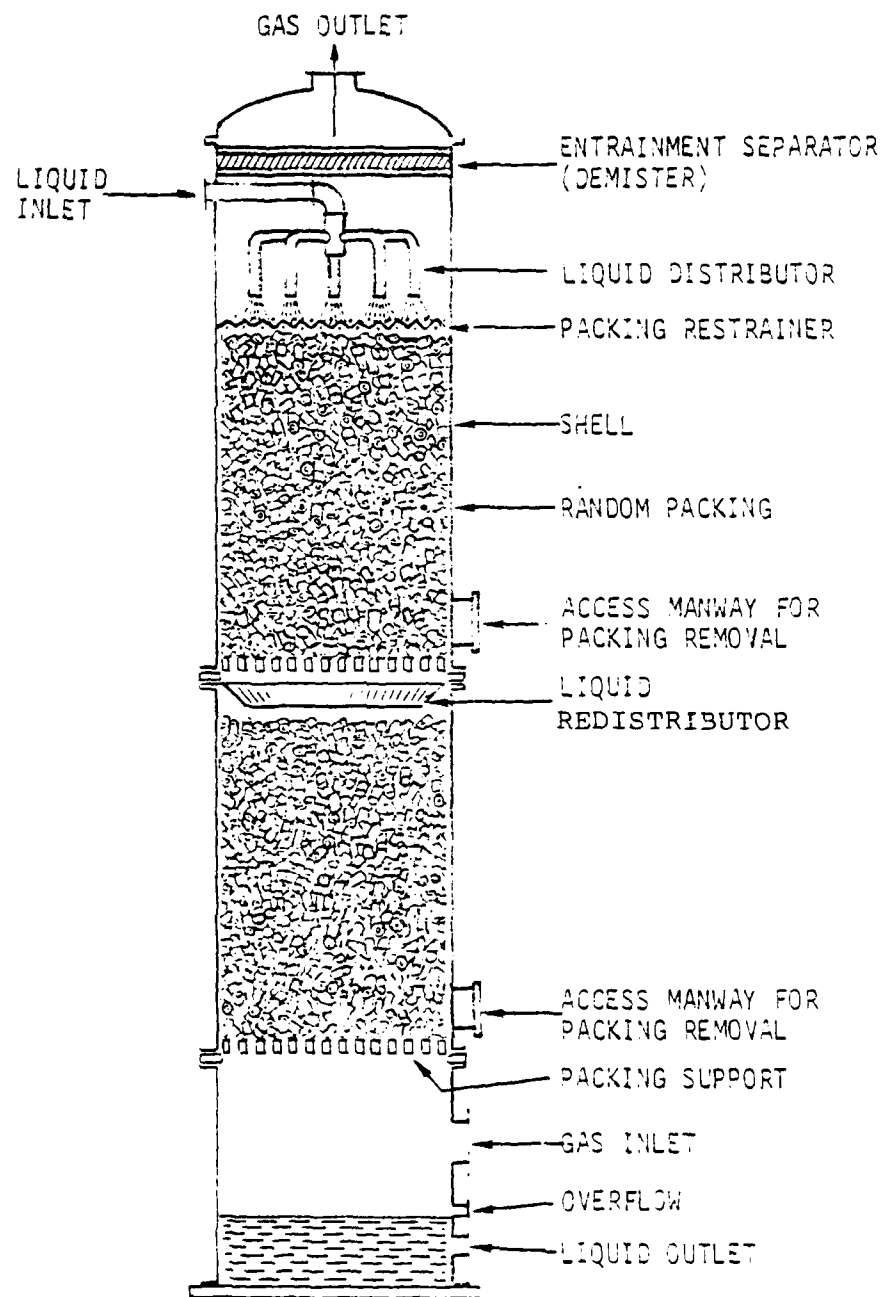 GAS OUTLET
ENTRAINMENT SEPARATOR
(DEMISTER)
LIQUID
INLET
LIQUID DISTRIBUTOR
PACKING RESTRAINER
SHELL
RANDOM PACKING
ACCESS MANWAY FOR
PACKING REMOVAL
LIQUID
REDISTRIBUTOR
ACCESS MANWAY FOR
PACKING REMOVAL
PACKING SUPPORT
GAS INLET
OVERFLOW
LIQUID OUTLET